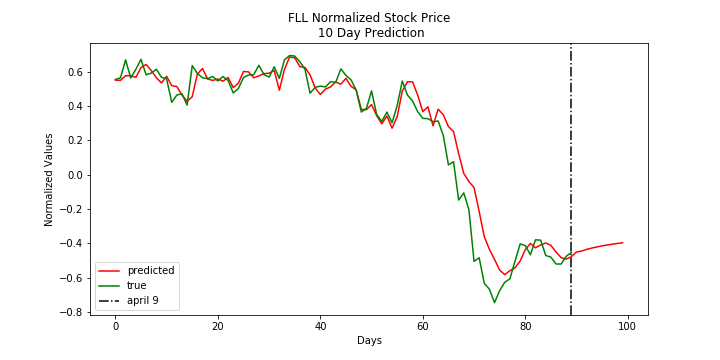 FLL Normalized Stock Price
10 Day Prediction
Normalized Values
0.6
0.4
0.2
0.0
−0.2
−0.4
−0.6
−0.8
predicted
true
april 9
0
20
40
60
80
100
Days